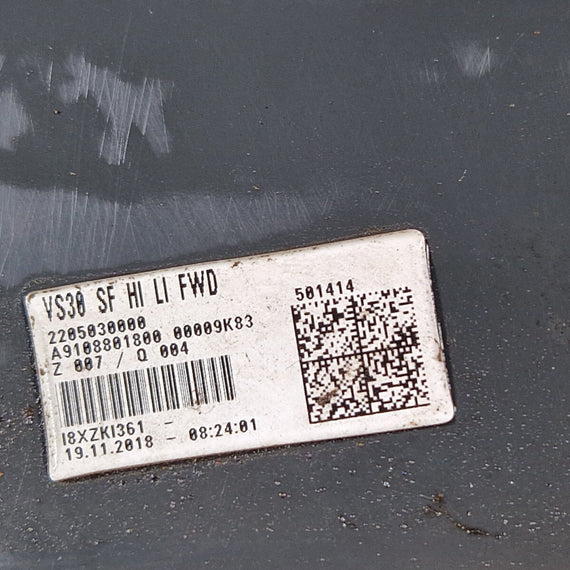 VS30 SF HI LI FWD
2205030000
A9108801800 00009K83
Z 007 / Q 004
501414
I8XZKI361 -
19.11.2018 - 08:24:01